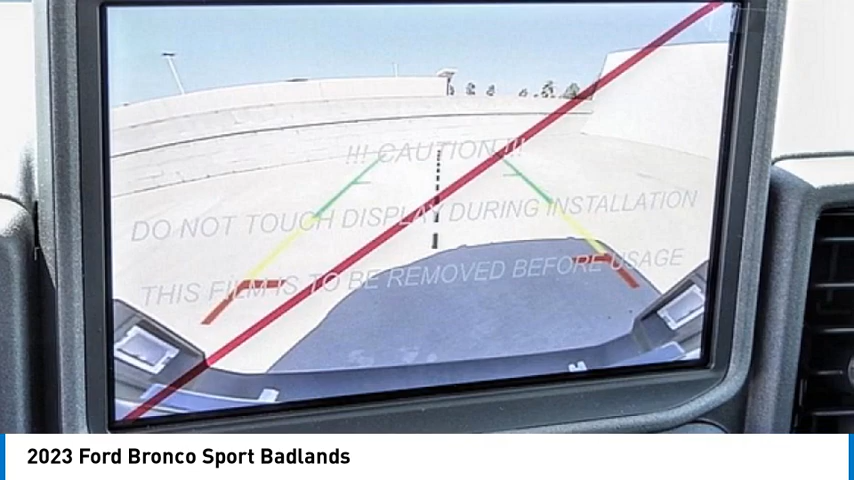 !!! CAUTION !!!
DO NOT TOUCH DISPLAY DURING INSTALLATION
THIS FILM IS TO BE REMOVED BEFORE USAGE
2023 Ford Bronco Sport Badlands